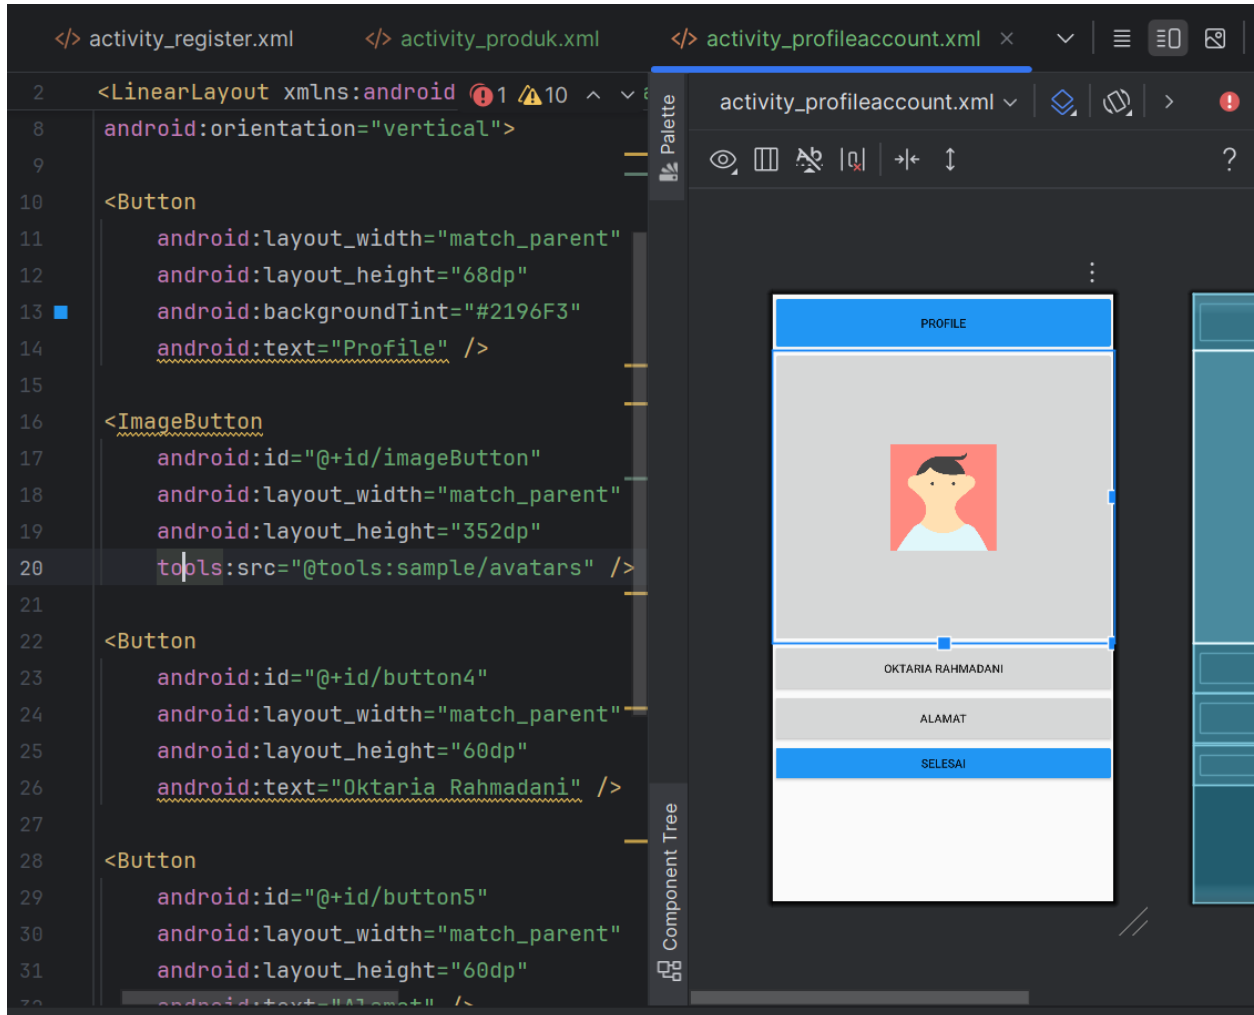 </> activity_register.xml </> activity_produk.xml </> activity_profileaccount.xml ×
2 <LinearLayout xmlns:android 1 10
8 android:orientation="vertical">
9
10 <Button
11 android:layout_width="match_parent"
12 android:layout_height="68dp"
13 android:backgroundTint="#2196F3"
14 android:text="Profile" />
15
16 <ImageButton
17 android:id="@+id/imageButton"
18 android:layout_width="match_parent"
19 android:layout_height="352dp"
20 tools:src="@tools:sample/avatars" />
21
22 <Button
23 android:id="@+id/button4"
24 android:layout_width="match_parent"
25 android:layout_height="60dp"
26 android:text="Oktaria Rahmadani" />
27
28 <Button
29 android:id="@+id/button5"
30 android:layout_width="match_parent"
31 android:layout_height="60dp"
32 android:text="Alamat" />
Palette
Component Tree
activity_profileaccount.xml
?
PROFILE
OKTARIA RAHMADANI
ALAMAT
SELESAI